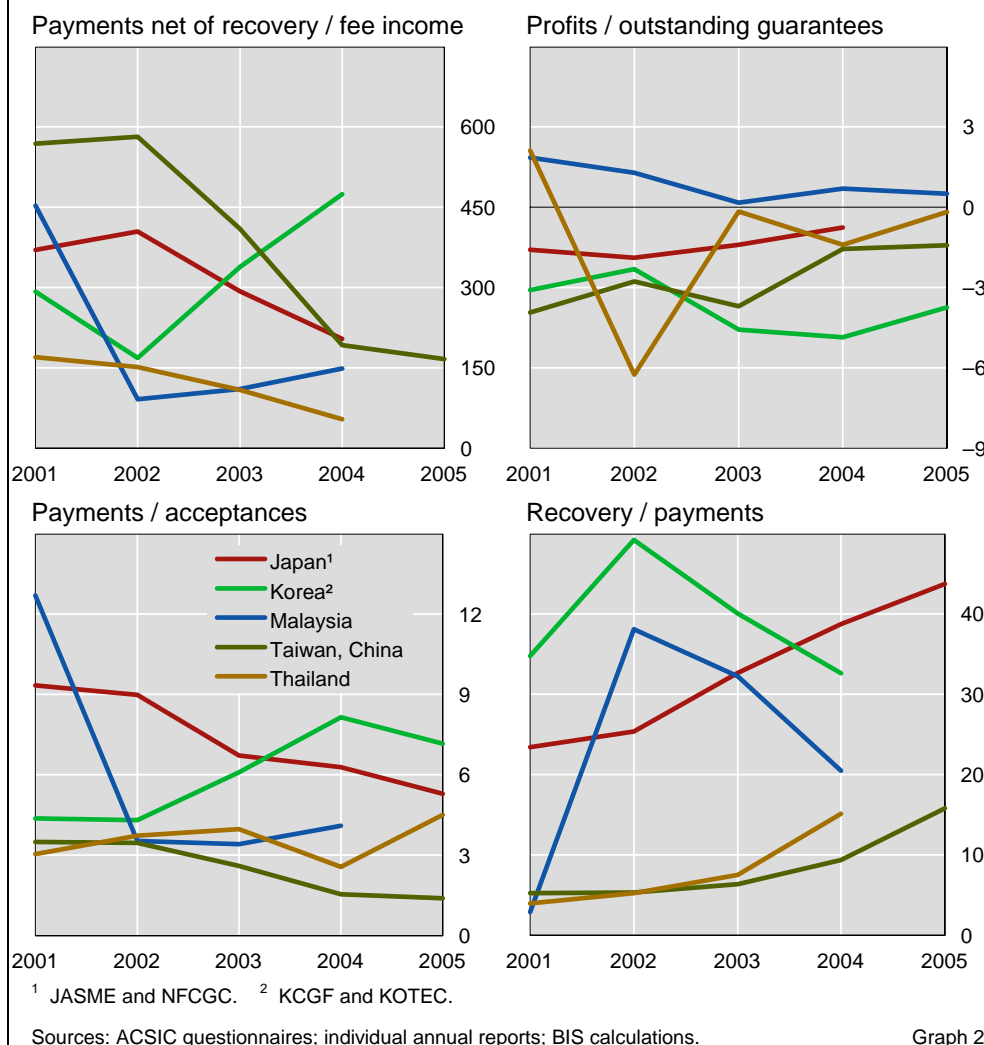 Payments net of recovery / fee income
600
450
300
150
0
2001 2002 2003 2004 2005
Profits / outstanding guarantees
3
0
–3
–6
–9
2001 2002 2003 2004 2005
Payments / acceptances
Japan¹
Korea²
Malaysia
Taiwan, China
Thailand
12
9
6
3
0
2001 2002 2003 2004 2005
Recovery / payments
40
30
20
10
0
2001 2002 2003 2004 2005
¹ JASME and NFCGC. ² KCGF and KOTEC.
Sources: ACSIC questionnaires; individual annual reports; BIS calculations. Graph 2